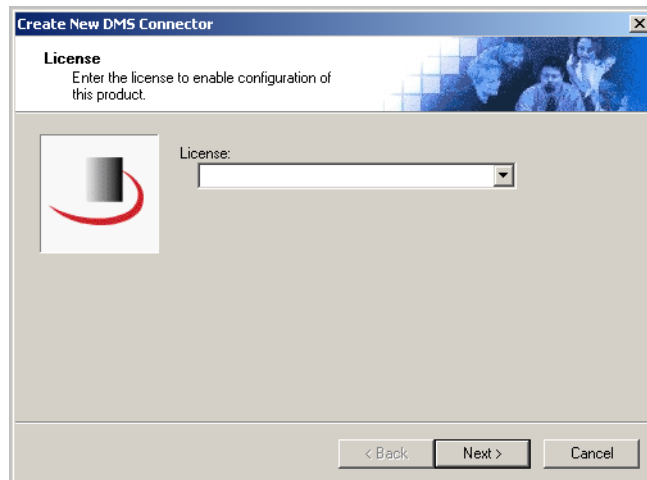 Create New DMS Connector
License
Enter the license to enable configuration of
this product.
License:
< Back
Next >
Cancel